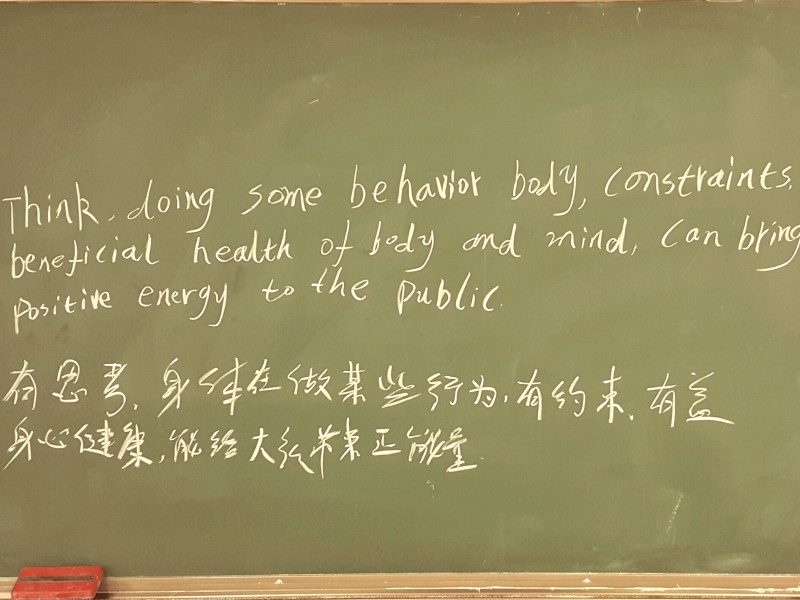 Think, doing some behavior body, constraints,
beneficial health of body and mind, can bring
positive energy to the public.
有思考、身体在做某些行为,有约束、有益
身心健康,能给大众带来正能量.